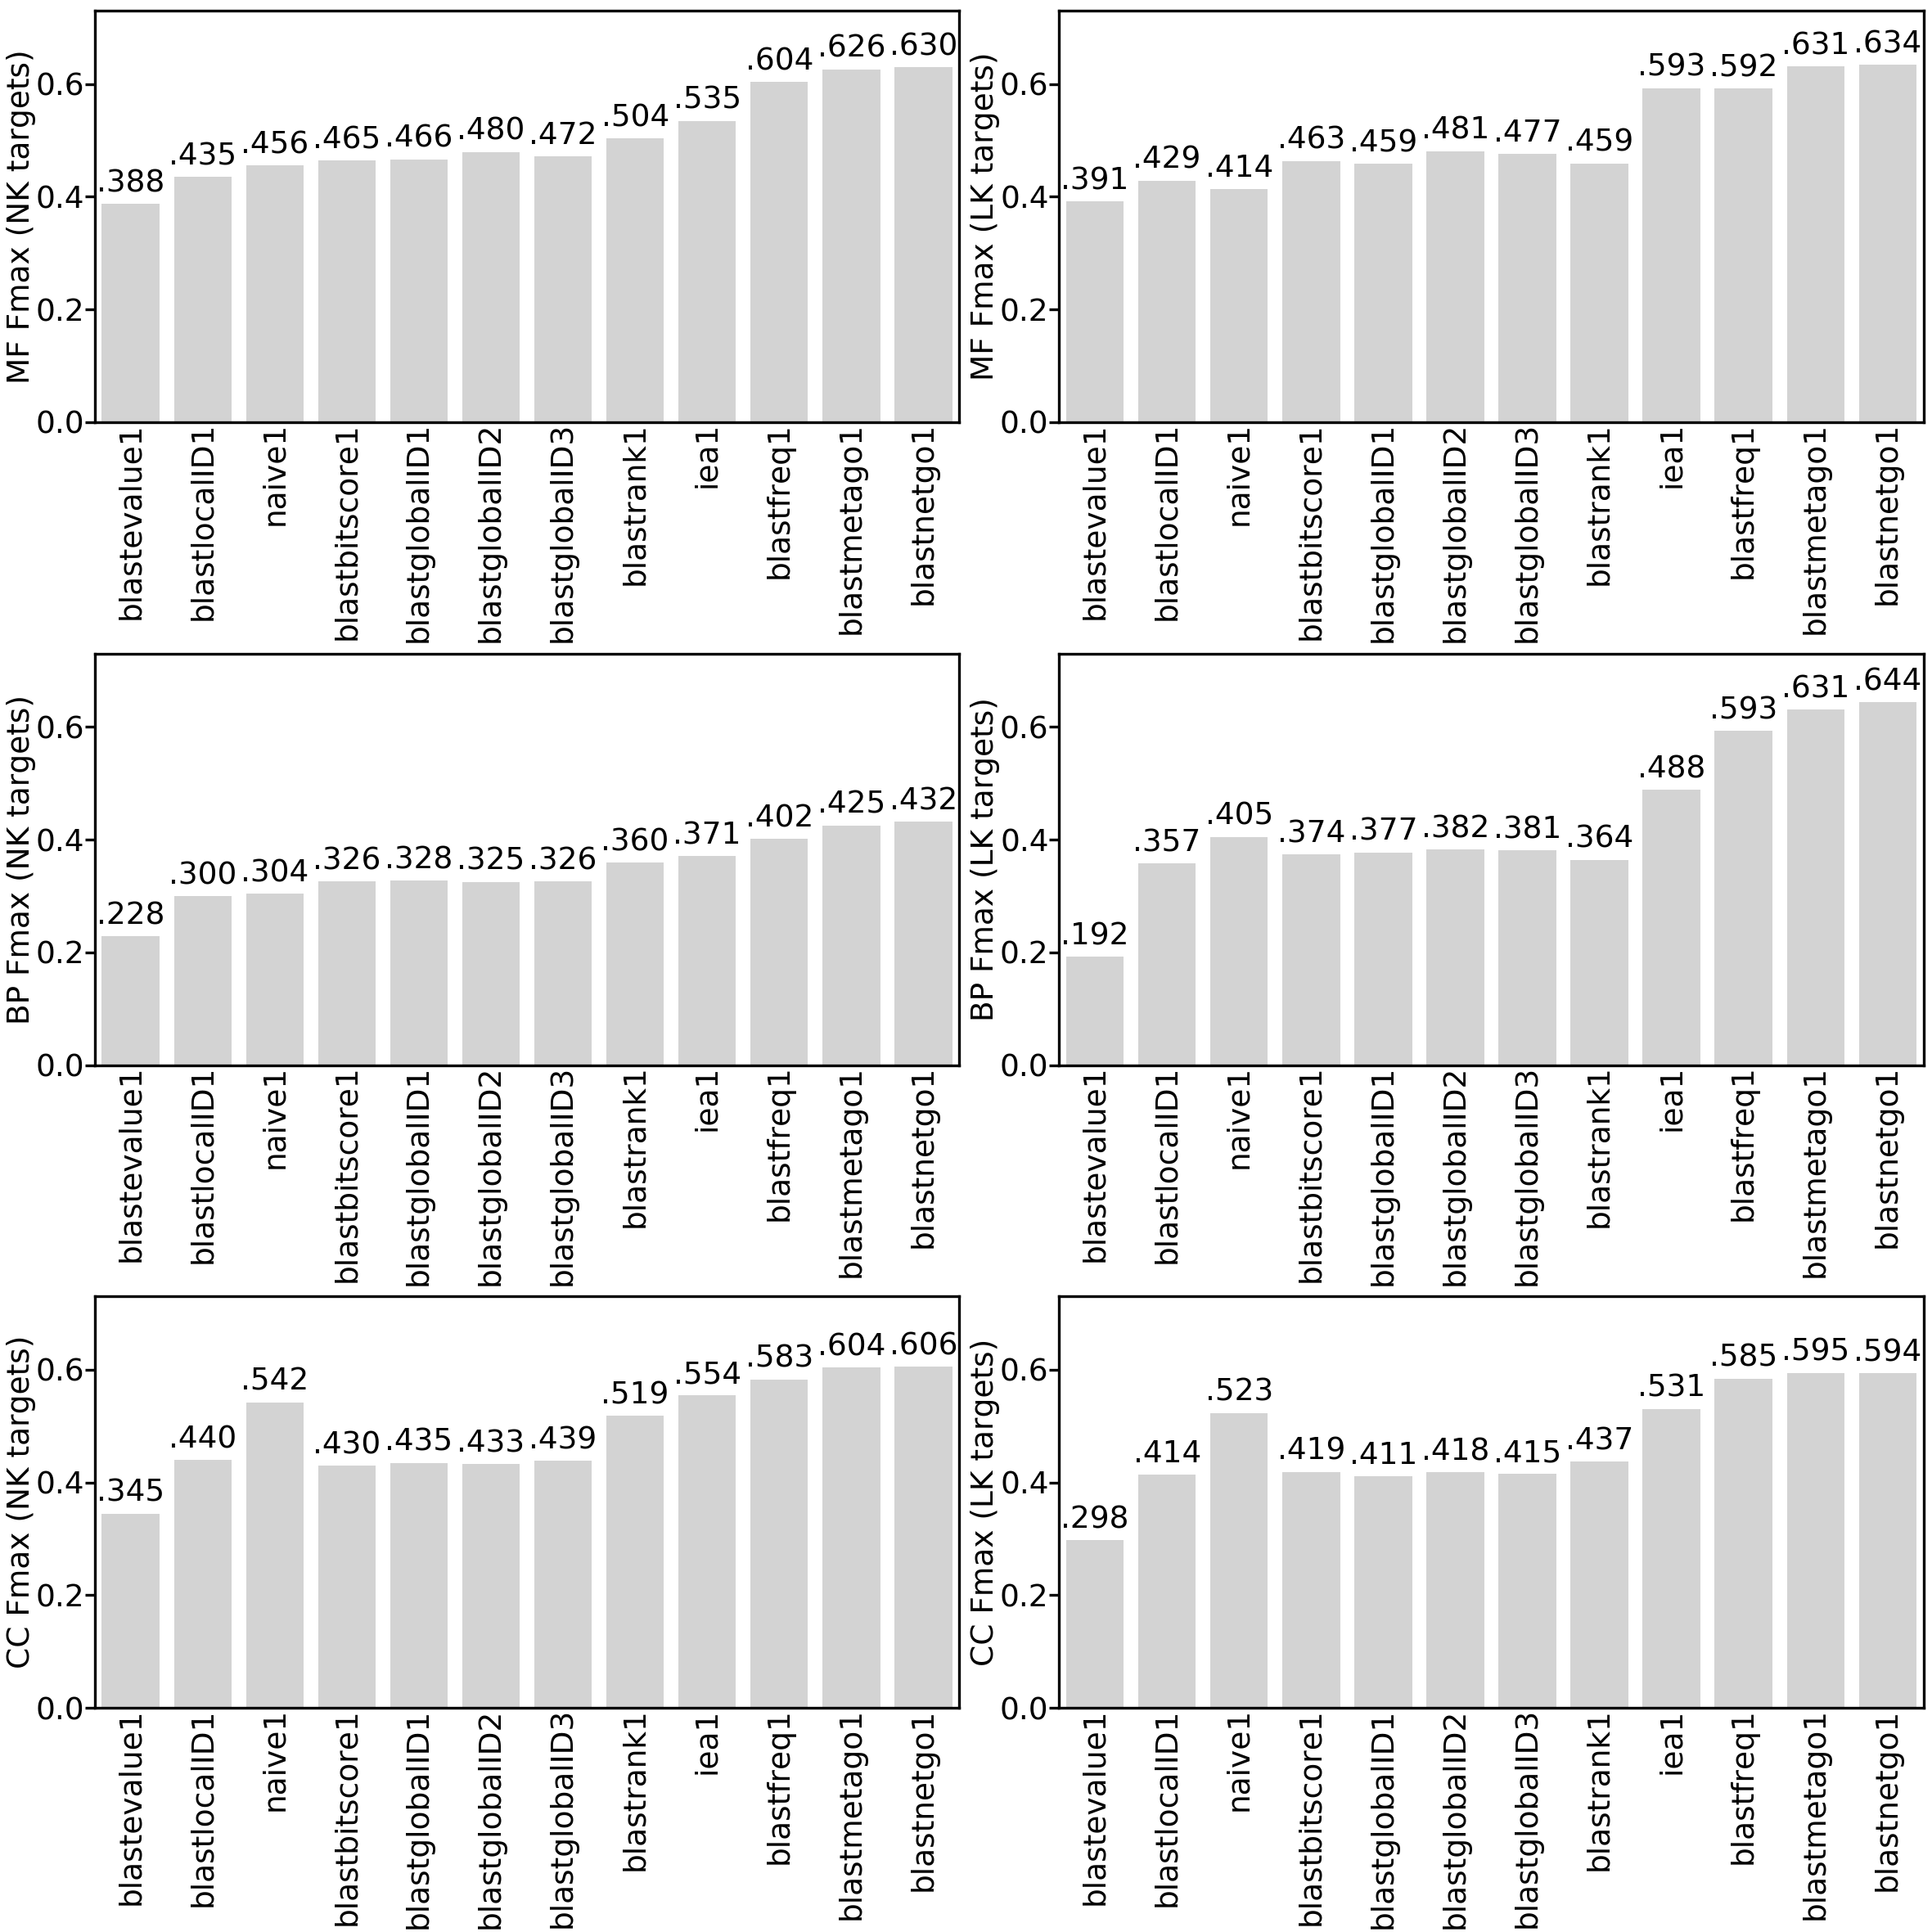 MF Fmax (NK targets)
0.6
0.4
0.2
0.0
.388 .435 .456 .465 .466 .480 .472 .504 .535 .604 .626 .630
blastevalue1
blastlocalID1
naive1
blastbitscore1
blastglobalID1
blastglobalID2
blastglobalID3
blastrank1
iea1
blastfreq1
blastmetago1
blastnetgo1
MF Fmax (LK targets)
0.6
0.4
0.2
0.0
.391 .429 .414 .463 .459 .481 .477 .459 .593 .592 .631 .634
blastevalue1
blastlocalID1
naive1
blastbitscore1
blastglobalID1
blastglobalID2
blastglobalID3
blastrank1
iea1
blastfreq1
blastmetago1
blastnetgo1
BP Fmax (NK targets)
0.6
0.4
0.2
0.0
.228 .300 .304 .326 .328 .325 .326 .360 .371 .402 .425 .432
blastevalue1
blastlocalID1
naive1
blastbitscore1
blastglobalID1
blastglobalID2
blastglobalID3
blastrank1
iea1
blastfreq1
blastmetago1
blastnetgo1
BP Fmax (LK targets)
0.6
0.4
0.2
0.0
.192 .357 .405 .374 .377 .382 .381 .364 .488 .593 .631 .644
blastevalue1
blastlocalID1
naive1
blastbitscore1
blastglobalID1
blastglobalID2
blastglobalID3
blastrank1
iea1
blastfreq1
blastmetago1
blastnetgo1
CC Fmax (NK targets)
0.6
0.4
0.2
0.0
.345 .440 .542 .430 .435 .433 .439 .519 .554 .583 .604 .606
blastevalue1
blastlocalID1
naive1
blastbitscore1
blastglobalID1
blastglobalID2
blastglobalID3
blastrank1
iea1
blastfreq1
blastmetago1
blastnetgo1
CC Fmax (LK targets)
0.6
0.4
0.2
0.0
.298 .414 .523 .419 .411 .418 .415 .437 .531 .585 .595 .594
blastevalue1
blastlocalID1
naive1
blastbitscore1
blastglobalID1
blastglobalID2
blastglobalID3
blastrank1
iea1
blastfreq1
blastmetago1
blastnetgo1